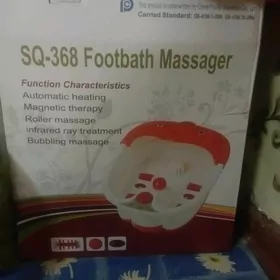 Carried Standard:
SQ-368 Footbath Massager
Function Characteristics
Automatic heating
Magnetic therapy
Roller massage
infrared ray treatment
Bubbling massage